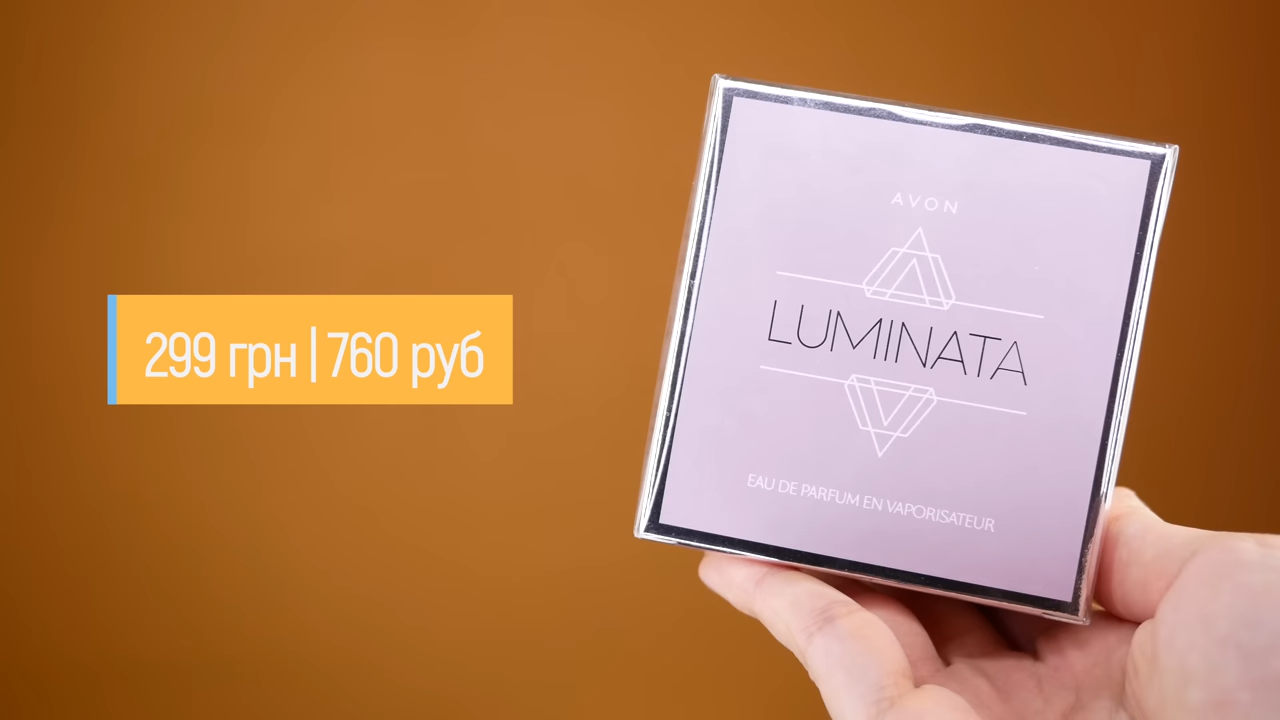 299 грн | 760 руб
AVON
LUMINATA
EAU DE PARFUM EN VAPORISATEUR